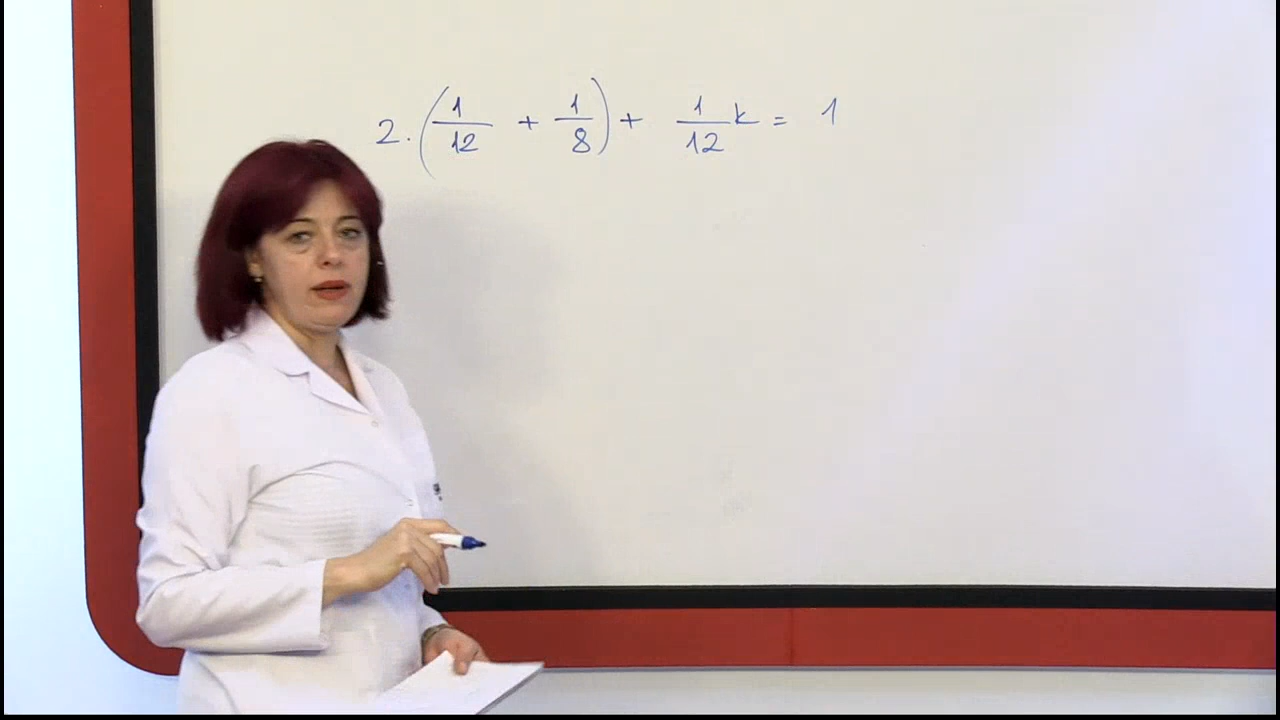 2·(1/12 + 1/8) + 1/12 k = 1